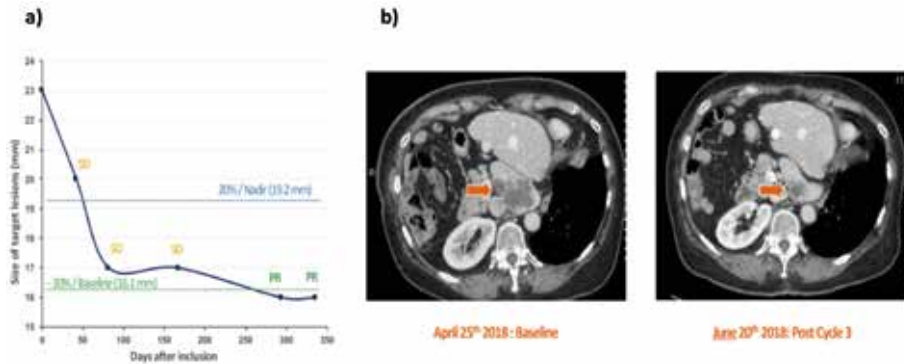 a)
b)
24
23
22
21
20
19
18
17
16
15
Size of target lesions (mm)
SD
20% / Nadir (19.2 mm)
SD
SD
PR
PR
30% / Baseline (16.1 mm)
0 50 100 150 200 250 300 350
Days after inclusion
April 25th 2018 : Baseline
June 20th 2018: Post Cycle 3